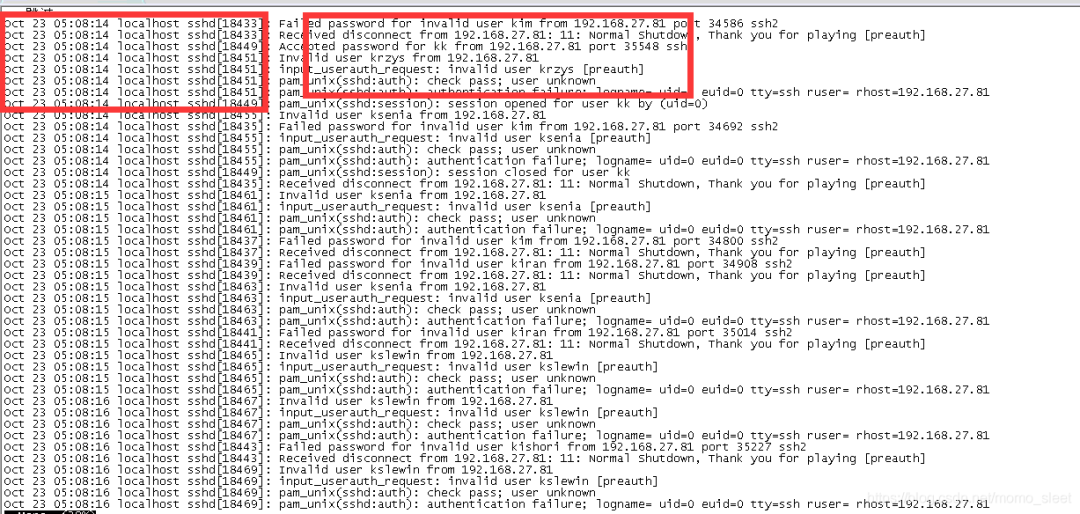 Oct 23 05:08:14 localhost sshd[18433]: Failed password for invalid user kim from 192.168.27.81 port 34586 ssh2
Oct 23 05:08:14 localhost sshd[18433]: Received disconnect from 192.168.27.81: 11: Normal Shutdown, Thank you for playing [preauth]
Oct 23 05:08:14 localhost sshd[18449]: Accepted password for kk from 192.168.27.81 port 35548 ssh
Oct 23 05:08:14 localhost sshd[18451]: Invalid user krzys from 192.168.27.81
Oct 23 05:08:14 localhost sshd[18451]: input_userauth_request: invalid user krzys [preauth]
Oct 23 05:08:14 localhost sshd[18451]: pam_unix(sshd:auth): check pass; user unknown
Oct 23 05:08:14 localhost sshd[18451]: pam_unix(sshd:auth): authentication failure; logname= uid=0 euid=0 tty=ssh ruser= rhost=192.168.27.81
Oct 23 05:08:14 localhost sshd[18449]: pam_unix(sshd:session): session opened for user kk by (uid=0)
Oct 23 05:08:14 localhost sshd[18455]: Invalid user ksenia from 192.168.27.81
Oct 23 05:08:14 localhost sshd[18435]: Failed password for invalid user kim from 192.168.27.81 port 34692 ssh2
Oct 23 05:08:14 localhost sshd[18455]: input_userauth_request: invalid user ksenia [preauth]
Oct 23 05:08:14 localhost sshd[18455]: pam_unix(sshd:auth): check pass; user unknown
Oct 23 05:08:14 localhost sshd[18455]: pam_unix(sshd:auth): authentication failure; logname= uid=0 euid=0 tty=ssh ruser= rhost=192.168.27.81
Oct 23 05:08:14 localhost sshd[18449]: pam_unix(sshd:session): session closed for user kk
Oct 23 05:08:14 localhost sshd[18435]: Received disconnect from 192.168.27.81: 11: Normal Shutdown, Thank you for playing [preauth]
Oct 23 05:08:15 localhost sshd[18461]: Invalid user ksenia from 192.168.27.81
Oct 23 05:08:15 localhost sshd[18461]: input_userauth_request: invalid user ksenia [preauth]
Oct 23 05:08:15 localhost sshd[18461]: pam_unix(sshd:auth): check pass; user unknown
Oct 23 05:08:15 localhost sshd[18461]: pam_unix(sshd:auth): authentication failure; logname= uid=0 euid=0 tty=ssh ruser= rhost=192.168.27.81
Oct 23 05:08:15 localhost sshd[18437]: Failed password for invalid user kim from 192.168.27.81 port 34800 ssh2
Oct 23 05:08:15 localhost sshd[18437]: Received disconnect from 192.168.27.81: 11: Normal Shutdown, Thank you for playing [preauth]
Oct 23 05:08:15 localhost sshd[18439]: Failed password for invalid user kiran from 192.168.27.81 port 34908 ssh2
Oct 23 05:08:15 localhost sshd[18439]: Received disconnect from 192.168.27.81: 11: Normal Shutdown, Thank you for playing [preauth]
Oct 23 05:08:15 localhost sshd[18463]: Invalid user ksenia from 192.168.27.81
Oct 23 05:08:15 localhost sshd[18463]: input_userauth_request: invalid user ksenia [preauth]
Oct 23 05:08:15 localhost sshd[18463]: pam_unix(sshd:auth): check pass; user unknown
Oct 23 05:08:15 localhost sshd[18463]: pam_unix(sshd:auth): authentication failure; logname= uid=0 euid=0 tty=ssh ruser= rhost=192.168.27.81
Oct 23 05:08:15 localhost sshd[18441]: Failed password for invalid user kiran from 192.168.27.81 port 35014 ssh2
Oct 23 05:08:15 localhost sshd[18441]: Received disconnect from 192.168.27.81: 11: Normal Shutdown, Thank you for playing [preauth]
Oct 23 05:08:15 localhost sshd[18465]: Invalid user kslewin from 192.168.27.81
Oct 23 05:08:15 localhost sshd[18465]: input_userauth_request: invalid user kslewin [preauth]
Oct 23 05:08:15 localhost sshd[18465]: pam_unix(sshd:auth): check pass; user unknown
Oct 23 05:08:15 localhost sshd[18465]: pam_unix(sshd:auth): authentication failure; logname= uid=0 euid=0 tty=ssh ruser= rhost=192.168.27.81
Oct 23 05:08:16 localhost sshd[18467]: Invalid user kslewin from 192.168.27.81
Oct 23 05:08:16 localhost sshd[18467]: input_userauth_request: invalid user kslewin [preauth]
Oct 23 05:08:16 localhost sshd[18467]: pam_unix(sshd:auth): check pass; user unknown
Oct 23 05:08:16 localhost sshd[18467]: pam_unix(sshd:auth): authentication failure; logname= uid=0 euid=0 tty=ssh ruser= rhost=192.168.27.81
Oct 23 05:08:16 localhost sshd[18443]: Failed password for invalid user kishori from 192.168.27.81 port 35227 ssh2
Oct 23 05:08:16 localhost sshd[18443]: Received disconnect from 192.168.27.81: 11: Normal Shutdown, Thank you for playing [preauth]
Oct 23 05:08:16 localhost sshd[18469]: Invalid user kslewin from 192.168.27.81
Oct 23 05:08:16 localhost sshd[18469]: input_userauth_request: invalid user kslewin [preauth]
Oct 23 05:08:16 localhost sshd[18469]: pam_unix(sshd:auth): check pass; user unknown
Oct 23 05:08:16 localhost sshd[18469]: pam_unix(sshd:auth): authentication failure; logname= uid=0 euid=0 tty=ssh ruser= rhost=192.168.27.81
https://blog.csdn.net/momo_sleet